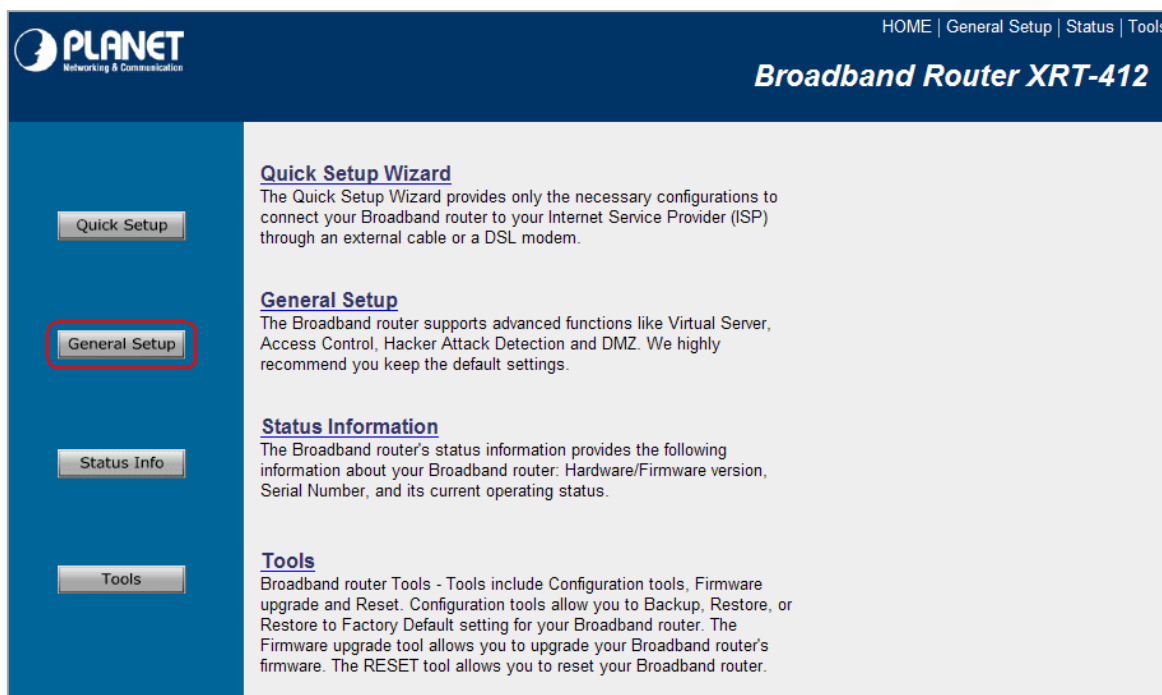 PLANET
Networking & Communication
HOME | General Setup | Status | Tools
Broadband Router XRT-412
Quick Setup
Quick Setup Wizard
The Quick Setup Wizard provides only the necessary configurations to
connect your Broadband router to your Internet Service Provider (ISP)
through an external cable or a DSL modem.
General Setup
General Setup
The Broadband router supports advanced functions like Virtual Server,
Access Control, Hacker Attack Detection and DMZ. We highly
recommend you keep the default settings.
Status Info
Status Information
The Broadband router's status information provides the following
information about your Broadband router: Hardware/Firmware version,
Serial Number, and its current operating status.
Tools
Tools
Broadband router Tools - Tools include Configuration tools, Firmware
upgrade and Reset. Configuration tools allow you to Backup, Restore, or
Restore to Factory Default setting for your Broadband router. The
Firmware upgrade tool allows you to upgrade your Broadband router's
firmware. The RESET tool allows you to reset your Broadband router.